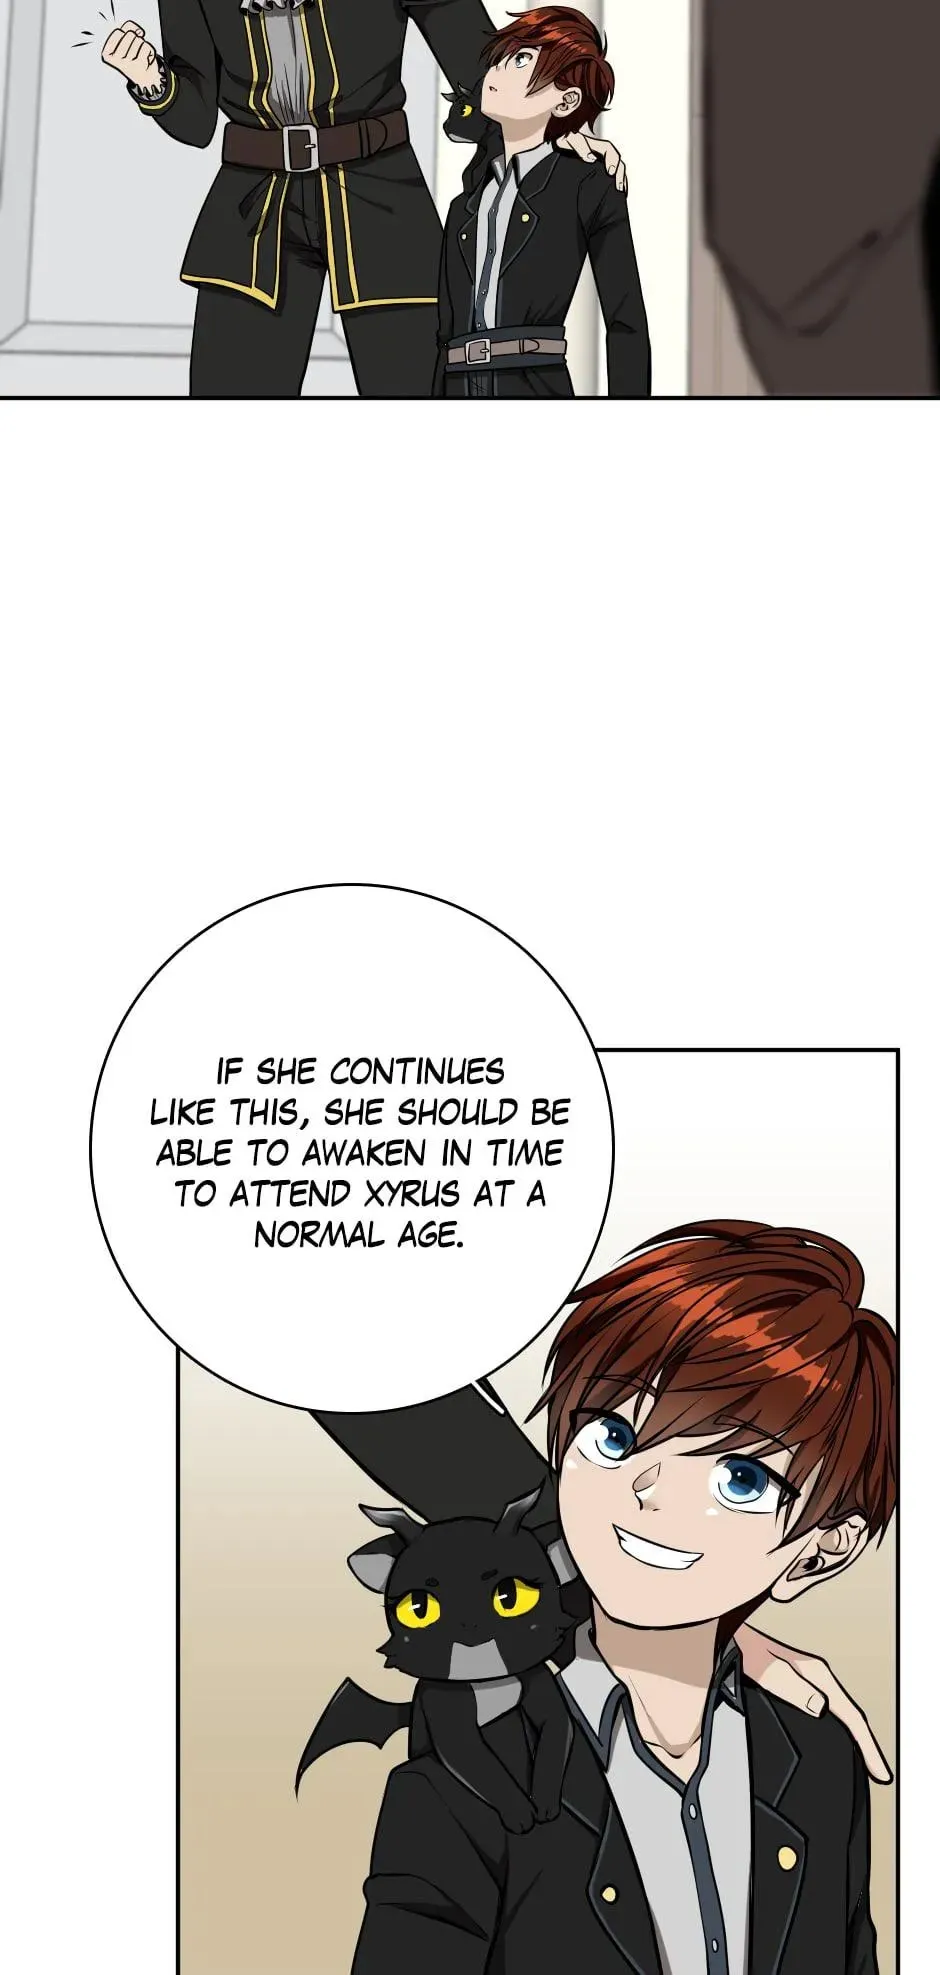 IF SHE CONTINUES
LIKE THIS, SHE SHOULD BE
ABLE TO AWAKEN IN TIME
TO ATTEND XYRUS AT A
NORMAL AGE.